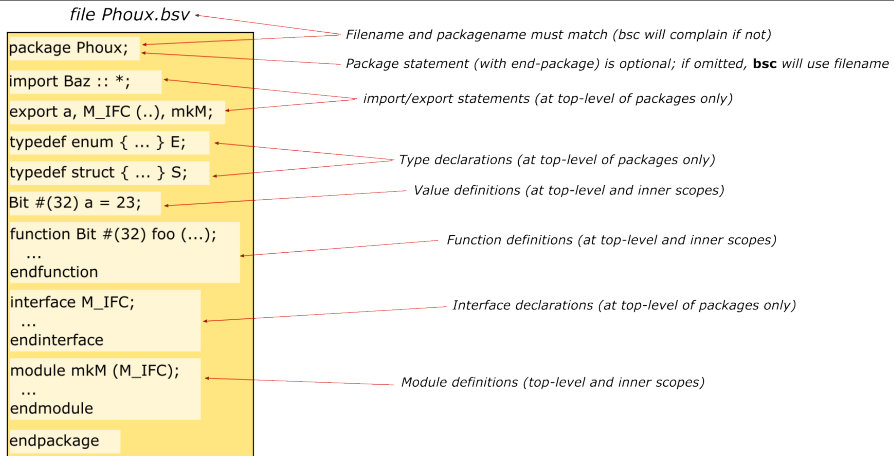 file Phoux.bsv
Filename and packagename must match (bsc will complain if not)
package Phoux;
Package statement (with end-package) is optional; if omitted, bsc will use filename
import Baz :: *;
import/export statements (at top-level of packages only)
export a, M_IFC (..), mkM;
typedef enum { ... } E;
Type declarations (at top-level of packages only)
typedef struct { ... } S;
Value definitions (at top-level and inner scopes)
Bit #(32) a = 23;
function Bit #(32) foo (...);
...
endfunction
Function definitions (at top-level and inner scopes)
interface M_IFC;
...
endinterface
Interface declarations (at top-level of packages only)
module mkM (M_IFC);
...
endmodule
Module definitions (top-level and inner scopes)
endpackage